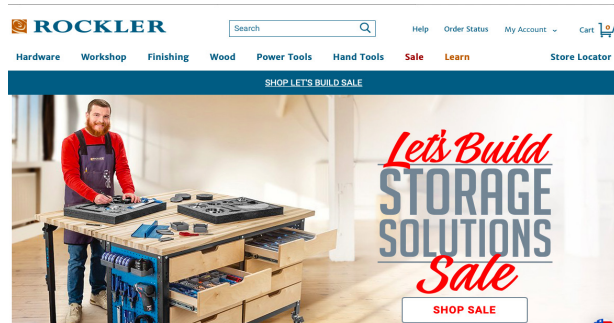 ROCKLER
Search
Help Order Status My Account Cart 0
Hardware Workshop Finishing Wood Power Tools Hand Tools Sale Learn Store Locator
SHOP LET'S BUILD SALE
Let's Build
STORAGE
SOLUTIONS
Sale
SHOP SALE